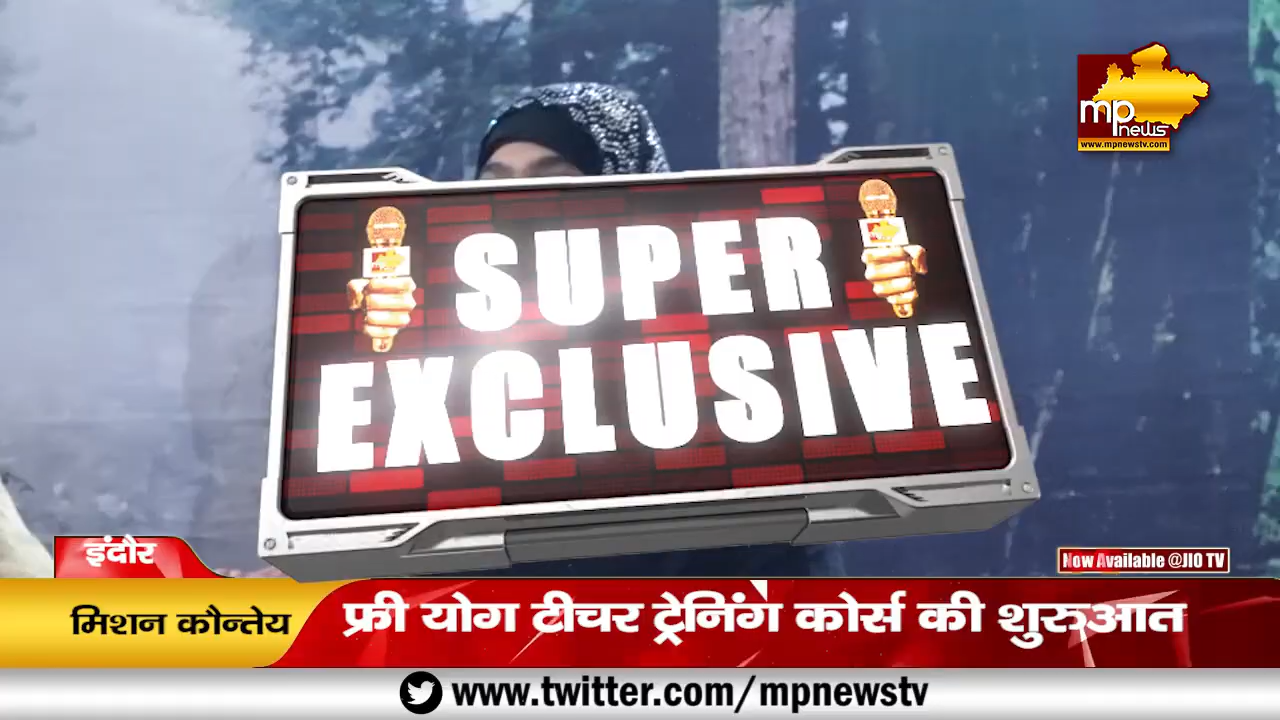 mp
news
www.mpnewstv.com
SUPER
EXCLUSIVE
इंदौर
Now Available @JIO TV
मिशन कौन्तेय
फ्री योग टीचर ट्रेनिंग कोर्स की शुरुआत
www.twitter.com/mpnewstv